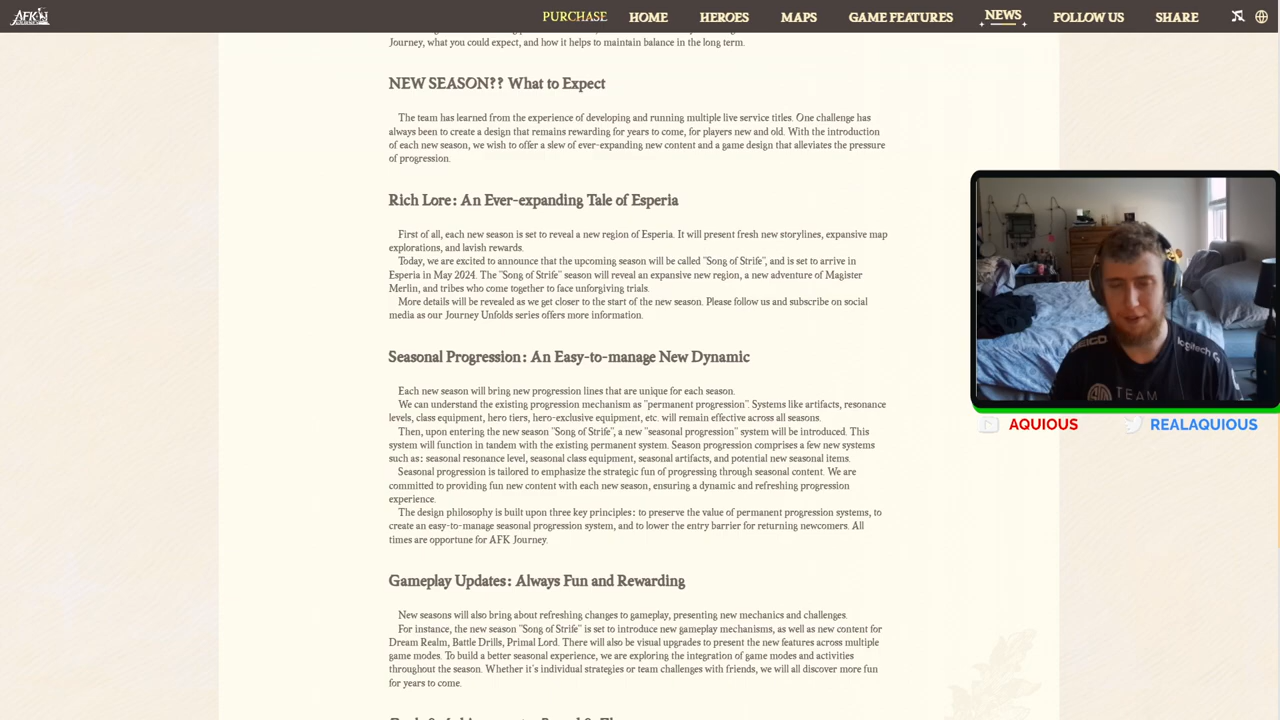 AFK
JOURNEY
PURCHASE
HOME
HEROES
MAPS
GAME FEATURES
NEWS
FOLLOW US
SHARE
Journey, what you could expect, and how it helps to maintain balance in the long term.
NEW SEASON?? What to Expect
The team has learned from the experience of developing and running multiple live service titles. One challenge has
always been to create a design that remains rewarding for years to come, for players new and old. With the introduction
of each new season, we wish to offer a slew of ever-expanding new content and a game design that alleviates the pressure
of progression.
Rich Lore: An Ever-expanding Tale of Esperia
First of all, each new season is set to reveal a new region of Esperia. It will present fresh new storylines, expansive map
explorations, and lavish rewards.
Today, we are excited to announce that the upcoming season will be called "Song of Strife", and is set to arrive in
Esperia in May 2024. The "Song of Strife" season will reveal an expansive new region, a new adventure of Magister
Merlin, and tribes who come together to face unforgiving trials.
More details will be revealed as we get closer to the start of the new season. Please follow us and subscribe on social
media as our Journey Unfolds series offers more information.
Seasonal Progression: An Easy-to-manage New Dynamic
Each new season will bring new progression lines that are unique for each season.
We can understand the existing progression mechanism as "permanent progression". Systems like artifacts, resonance
levels, class equipment, hero tiers, hero-exclusive equipment, etc. will remain effective across all seasons.
Then, upon entering the new season "Song of Strife", a new "seasonal progression" system will be introduced. This
system will function in tandem with the existing permanent system. Season progression comprises a few new systems
such as: seasonal resonance level, seasonal class equipment, seasonal artifacts, and potential new seasonal items.
Seasonal progression is tailored to emphasize the strategic fun of progressing through seasonal content. We are
committed to providing fun new content with each new season, ensuring a dynamic and refreshing progression
experience.
The design philosophy is built upon three key principles: to preserve the value of permanent progression systems, to
create an easy-to-manage seasonal progression system, and to lower the entry barrier for returning newcomers. All
times are opportune for AFK Journey.
Gameplay Updates: Always Fun and Rewarding
New seasons will also bring about refreshing changes to gameplay, presenting new mechanics and challenges.
For instance, the new season "Song of Strife" is set to introduce new gameplay mechanisms, as well as new content for
Dream Realm, Battle Drills, Primal Lord. There will also be visual upgrades to present the new features across multiple
game modes. To build a better seasonal experience, we are exploring the integration of game modes and activities
throughout the season. Whether it's individual strategies or team challenges with friends, we will all discover more fun
for years to come.
GEICO
logitech G
TEAM
AQUIOUS
REALAQUIOUS